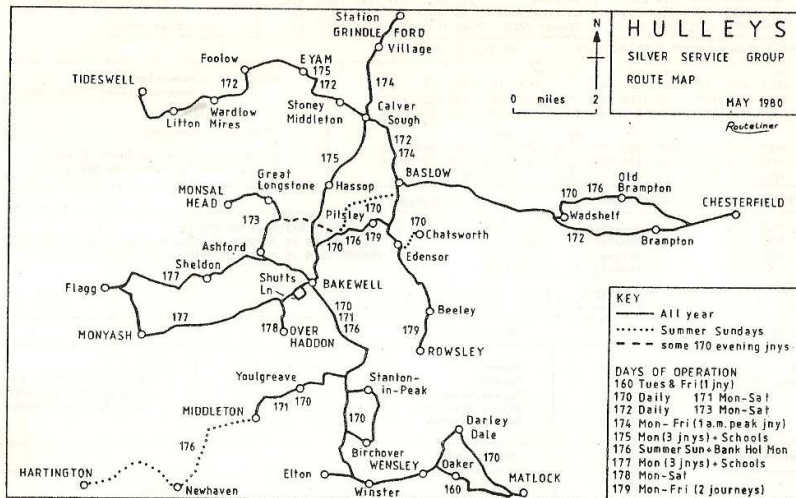 HULLEYS
SILVER SERVICE GROUP
ROUTE MAP
MAY 1980
RouteLiner
N
0 miles 2
Station
GRINDLEFORD
Village
174
Foolow
EYAM
175
172
172
TIDESWELL
Litton
Wardlow
Mires
Stoney
Middleton
Calver
Sough
172
174
175
Great
Longstone
Hassop
BASLOW
MONSAL
HEAD
173
Pilsley
170
170
176
179
170
Chatsworth
Edensor
170
176
Old
Brampton
CHESTERFIELD
Wadshelf
172
Brampton
Ashford
Sheldon
177
Shutts
Ln
BAKEWELL
Flagg
177
MONYASH
178
OVER
HADDON
170
171
176
Beeley
179
ROWSLEY
Youlgreave
171
170
Stanton-
in-Peak
MIDDLETON
170
176
Birchover
Darley
Dale
HARTINGTON
Newhaven
Elton
WENSLEY
Oaker
170
Winster
160
MATLOCK
KEY
All year
Summer Sundays
some 170 evening jnys
DAYS OF OPERATION
160 Tues & Fri (1 jny)
170 Daily 171 Mon-Sat
172 Daily 173 Mon-Sat
174 Mon-Fri (1 a.m. peak jny)
175 Mon (3 jnys) + Schools
176 Summer Sun + Bank Hol Mon
177 Mon (3 jnys) + Schools
178 Mon-Sat
179 Mon-Fri (2 journeys)